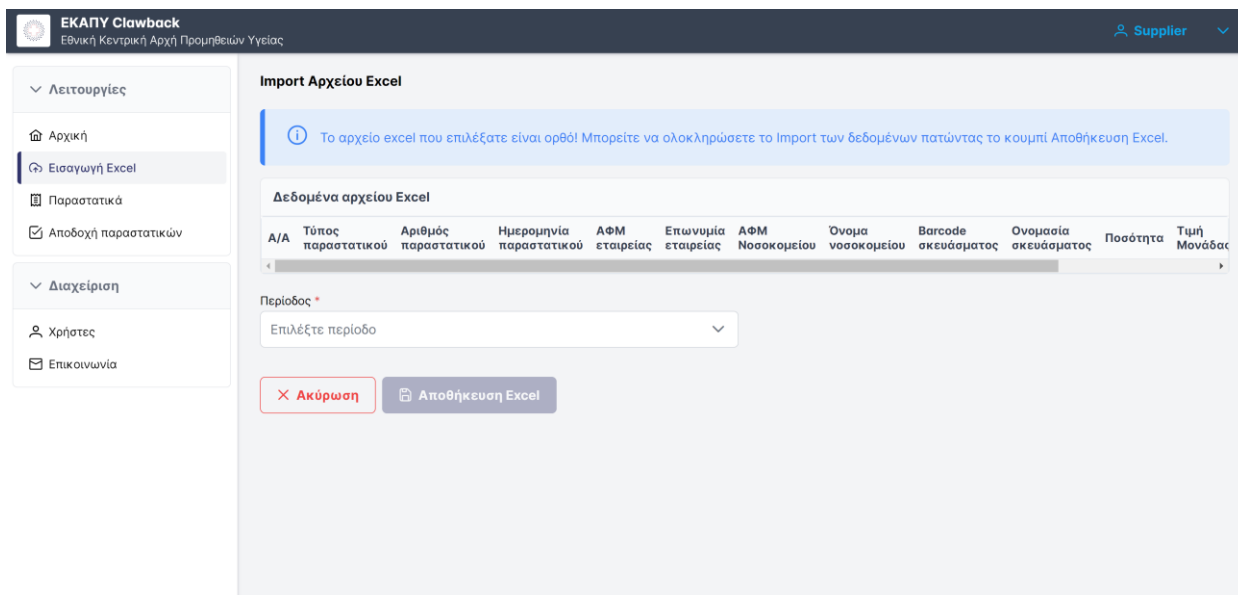 ΕΚΑΠΥ Clawback
Εθνική Κεντρική Αρχή Προμηθειών Υγείας
Supplier
Λειτουργίες
Αρχική
Εισαγωγή Excel
Παραστατικά
Αποδοχή παραστατικών
Διαχείριση
Χρήστες
Επικοινωνία
Import Αρχείου Excel
Το αρχείο excel που επιλέξατε είναι ορθό! Μπορείτε να ολοκληρώσετε το Import των δεδομένων πατώντας το κουμπί Αποθήκευση Excel.
Δεδομένα αρχείου Excel
Α/Α Τύπος παραστατικού Αριθμός παραστατικού Ημερομηνία παραστατικού ΑΦΜ εταιρείας Επωνυμία εταιρείας ΑΦΜ Νοσοκομείου Όνομα νοσοκομείου Barcode σκευάσματος Ονομασία σκευάσματος Ποσότητα Τιμή Μονάδας
Περίοδος *
Επιλέξτε περίοδο
Ακύρωση
Αποθήκευση Excel